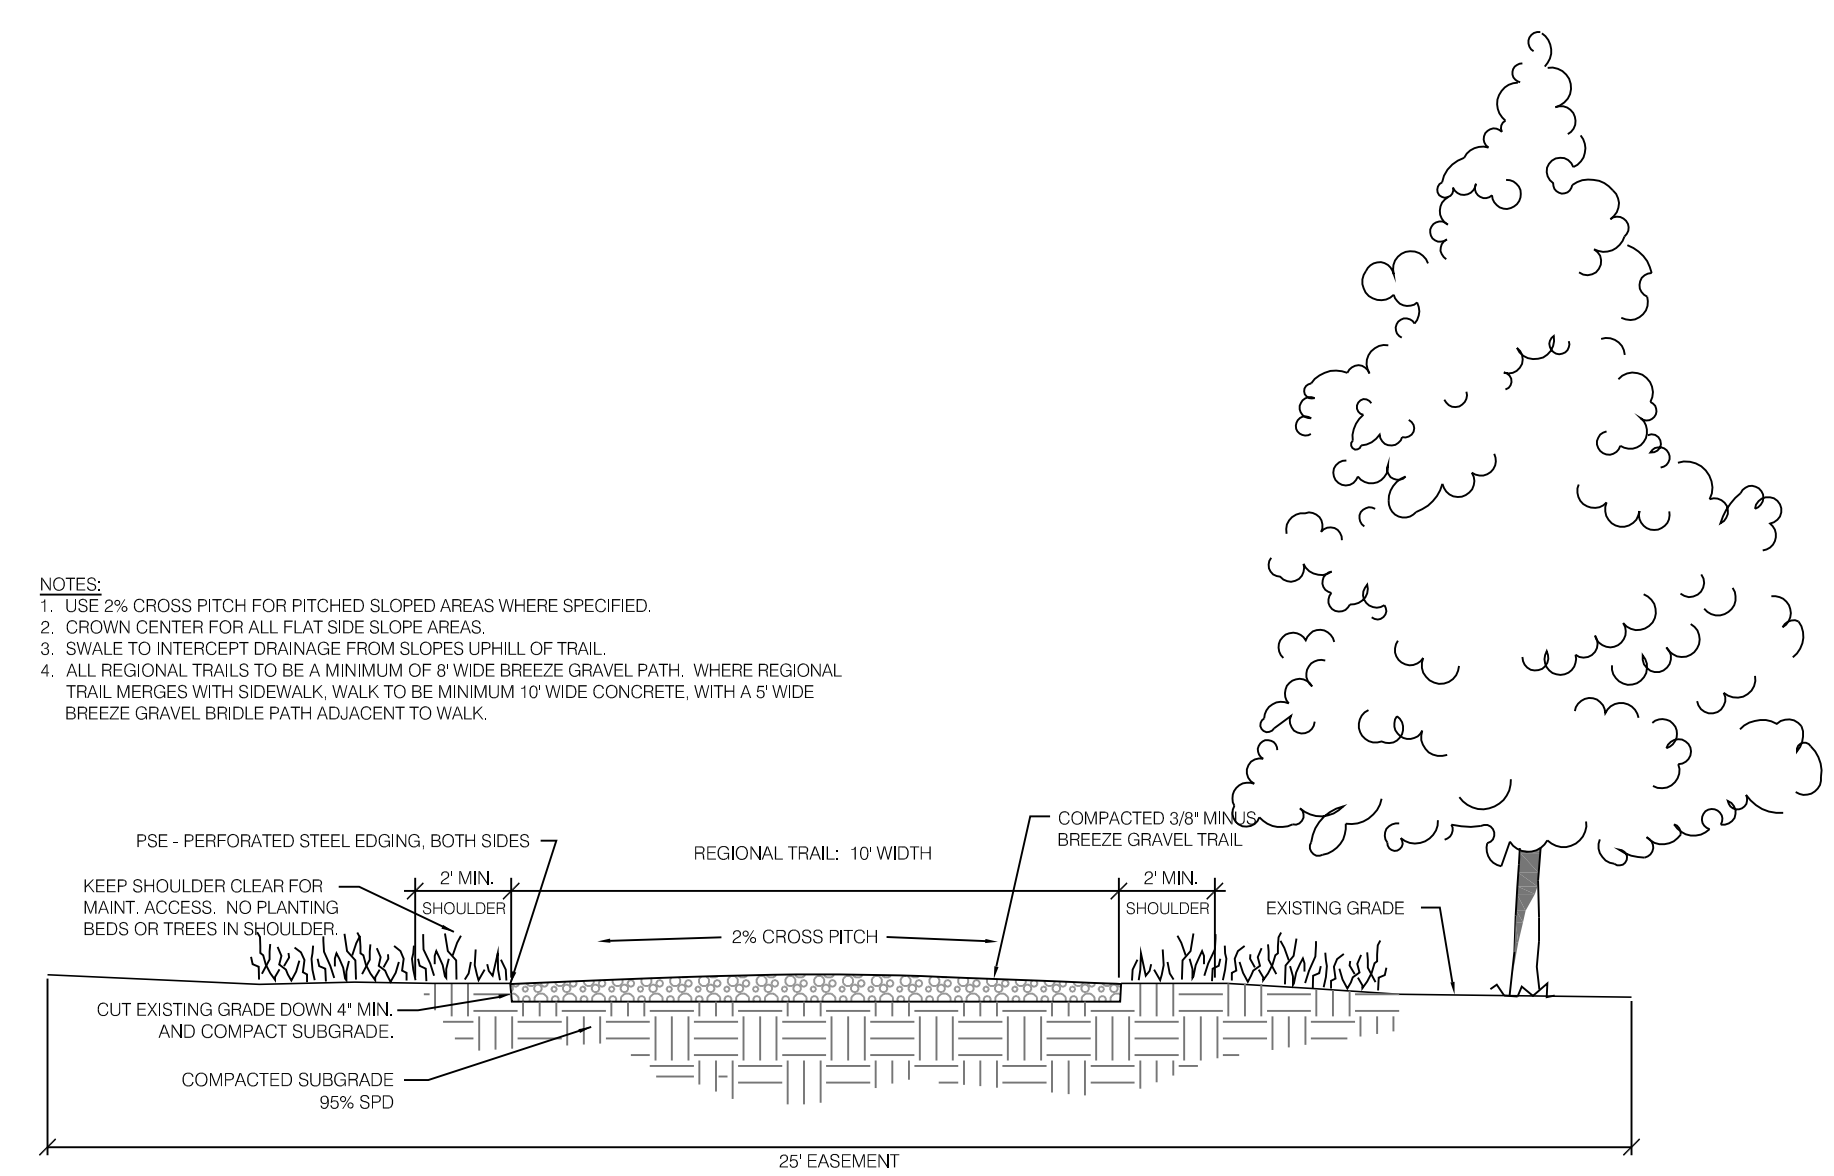 NOTES:
1. USE 2% CROSS PITCH FOR PITCHED SLOPED AREAS WHERE SPECIFIED.
2. CROWN CENTER FOR ALL FLAT SIDE SLOPE AREAS.
3. SWALE TO INTERCEPT DRAINAGE FROM SLOPES UPHILL OF TRAIL.
4. ALL REGIONAL TRAILS TO BE A MINIMUM OF 8' WIDE BREEZE GRAVEL PATH. WHERE REGIONAL
TRAIL MERGES WITH SIDEWALK, WALK TO BE MINIMUM 10' WIDE CONCRETE, WITH A 5' WIDE
BREEZE GRAVEL BRIDLE PATH ADJACENT TO WALK.
PSE - PERFORATED STEEL EDGING, BOTH SIDES
REGIONAL TRAIL: 10' WIDTH
COMPACTED 3/8" MINUS
BREEZE GRAVEL TRAIL
KEEP SHOULDER CLEAR FOR
MAINT. ACCESS. NO PLANTING
BEDS OR TREES IN SHOULDER.
2' MIN.
SHOULDER
2' MIN.
SHOULDER
EXISTING GRADE
2% CROSS PITCH
CUT EXISTING GRADE DOWN 4" MIN.
AND COMPACT SUBGRADE.
COMPACTED SUBGRADE
95% SPD
25' EASEMENT